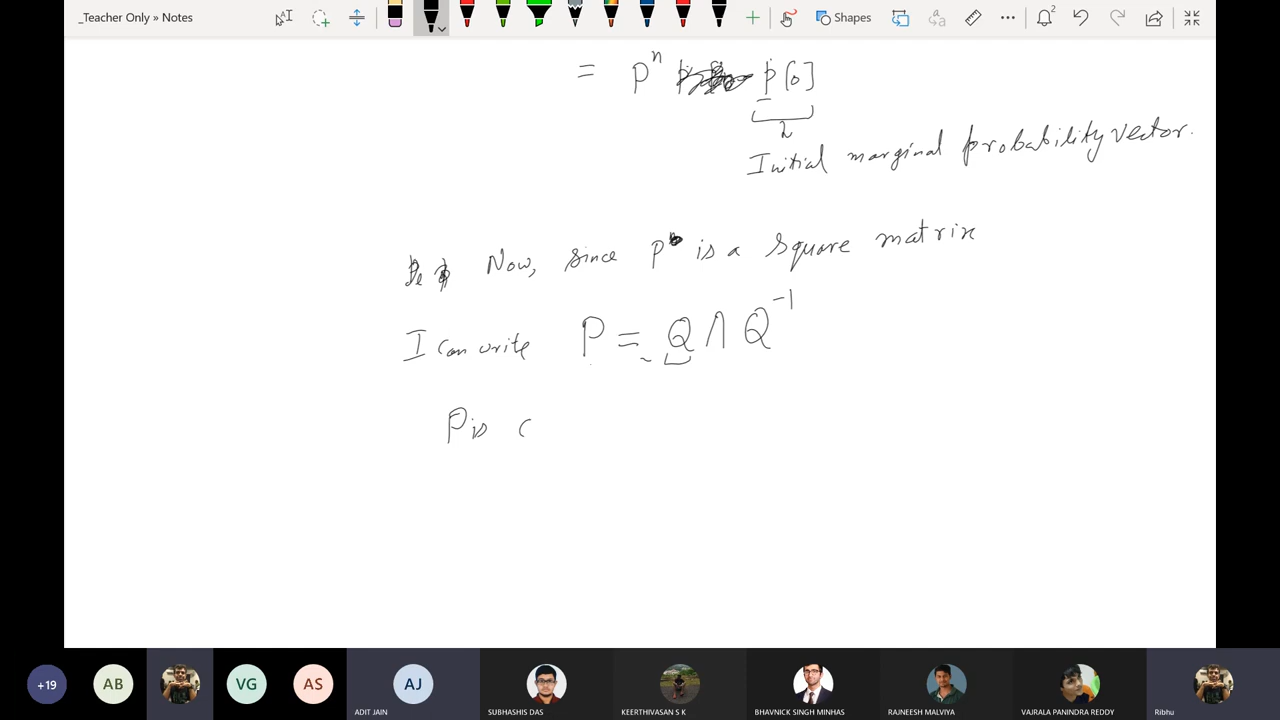 _Teacher Only » Notes
Shapes
= P^n p[0]
Initial marginal probability vector.
Now, since P is a square matrix
I can write P = Q Λ Q^-1
P is
+19
AB
VG
AS
AJ
ADIT JAIN
SUBHASHIS DAS
KEERTHIVASAN S K
BHAVNICK SINGH MINHAS
RAJNEESH MALVIYA
VAJRALA PANINDRA REDDY
Ribhu